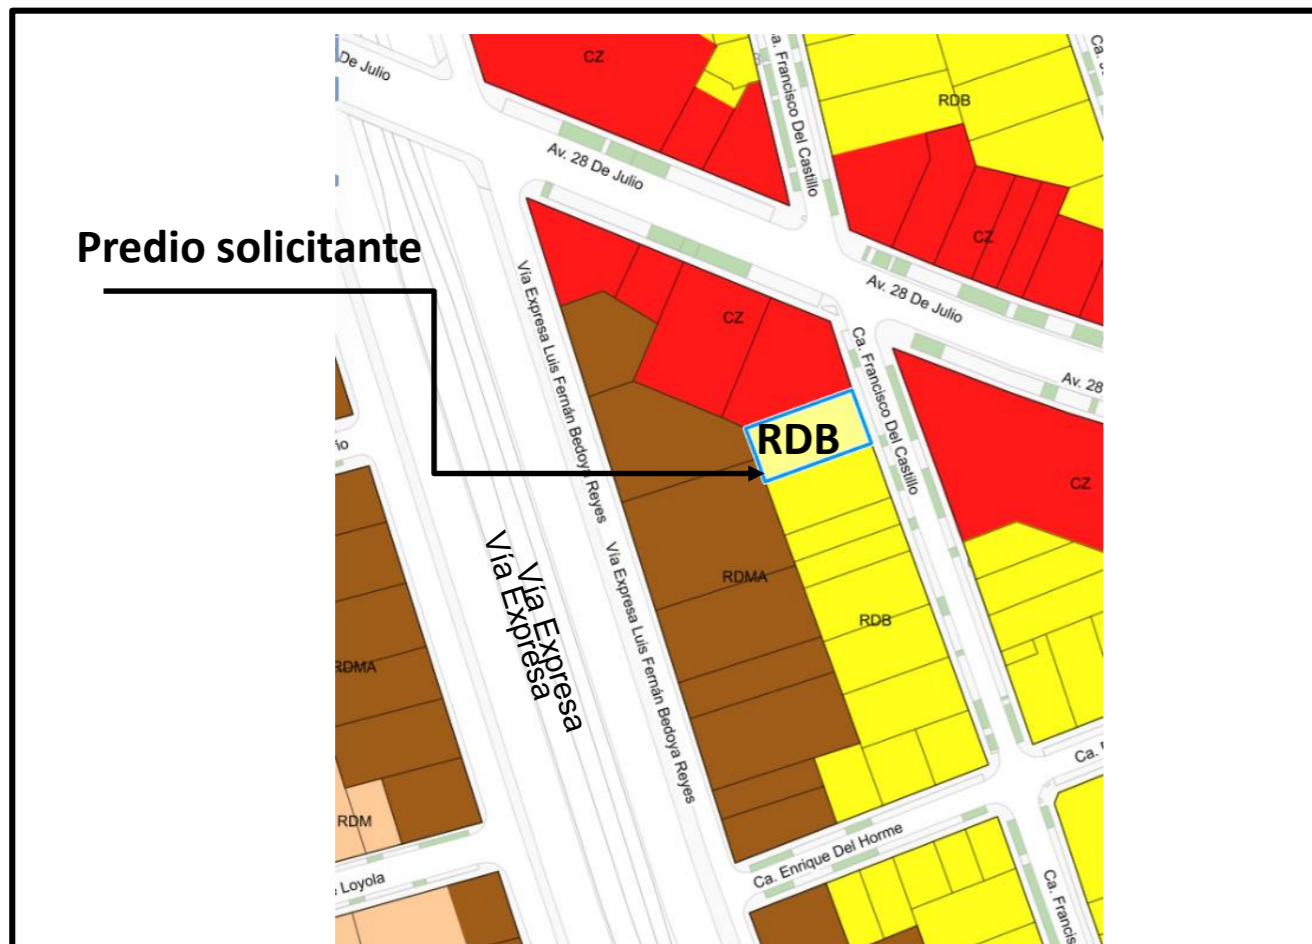 De Julio
CZ
Ca. Francisco Del Castillo
RDB
Av. 28 De Julio
CZ
Predio solicitante
Av. 28 De Julio
Vía Expresa Luis Fernán Bedoya Reyes
CZ
Ca. Francisco Del Castillo
Av. 28
RDB
CZ
Vía Expresa
Vía Expresa
Vía Expresa Luis Fernán Bedoya Reyes
RDMA
RDB
RDMA
RDM
Ca. Enrique Del Horme
Loyola
Ca. Francis